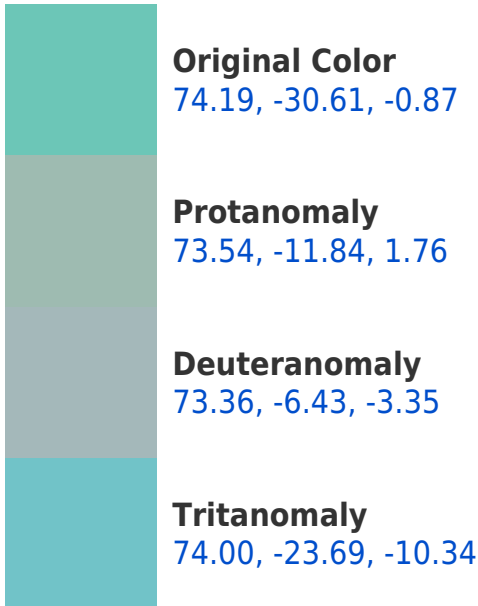 Original Color
74.19, -30.61, -0.87
Protanomaly
73.54, -11.84, 1.76
Deuteranomaly
73.36, -6.43, -3.35
Tritanomaly
74.00, -23.69, -10.34